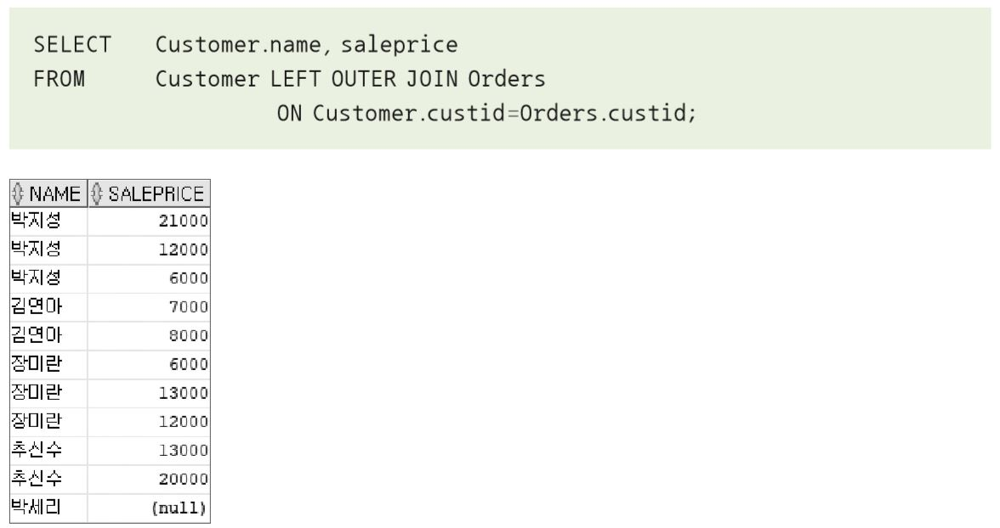 SELECT Customer.name, saleprice
FROM Customer LEFT OUTER JOIN Orders
ON Customer.custid=Orders.custid;
NAME SALEPRICE
박지성 21000
박지성 12000
박지성 6000
김연아 7000
김연아 8000
장미란 6000
장미란 13000
장미란 12000
추신수 13000
추신수 20000
박세리 (null)